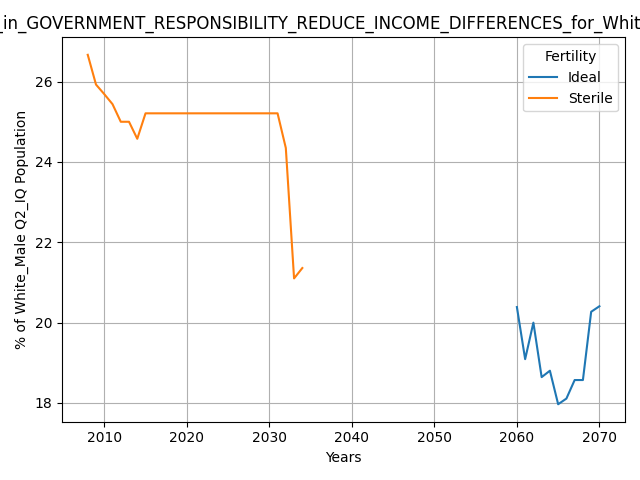 _in_GOVERNMENT_RESPONSIBILITY_REDUCE_INCOME_DIFFERENCES_for_Whit
Fertility
Ideal
Sterile
% of White_Male Q2_IQ Population
26
24
22
20
18
2010 2020 2030 2040 2050 2060 2070
Years